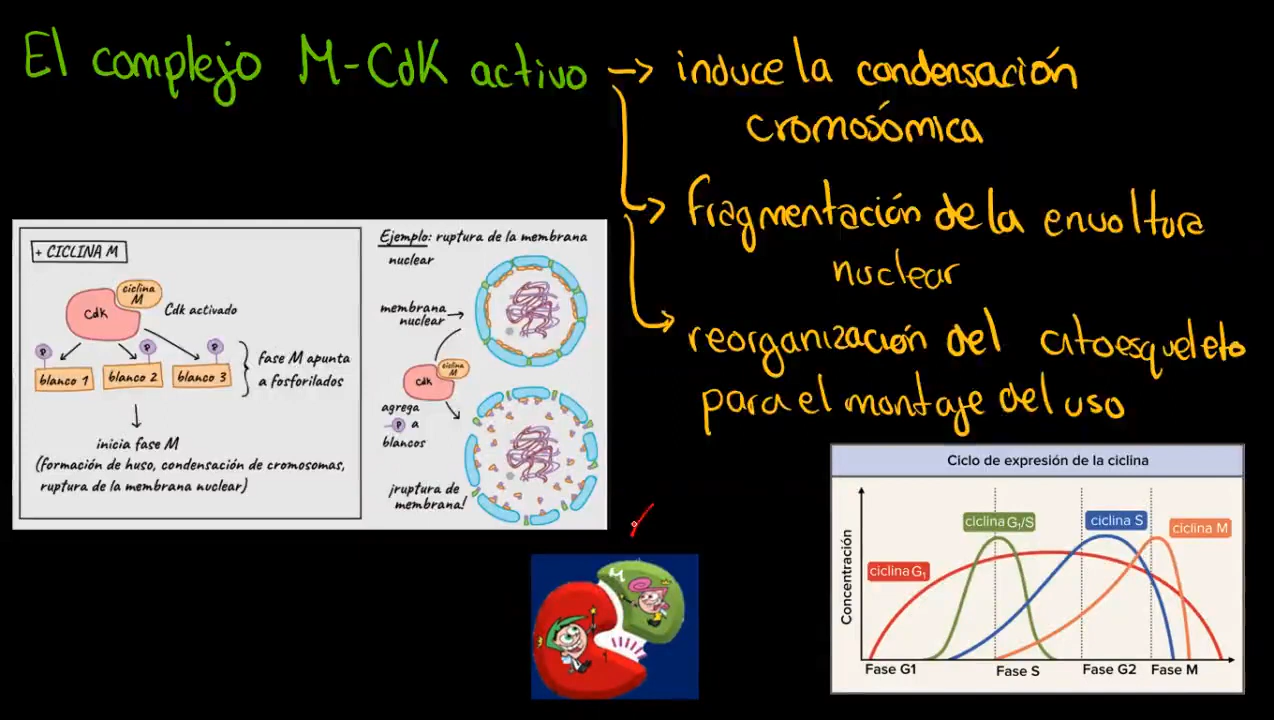 El complejo M-CdK activo
→ induce la condensación
cromosómica
→ fragmentación de la envoltura
nuclear
→ reorganización del citoesqueleto
para el montaje del uso
+ CICLINA M
ciclina
M
Cdk
Cdk activado
P
P
P
blanco 1
blanco 2
blanco 3
fase M apunta
a fosforilados
inicia fase M
(formación de huso, condensación de cromosomas,
ruptura de la membrana nuclear)
Ejemplo: ruptura de la membrana
nuclear
membrana
nuclear
ciclina
M
Cdk
agrega
P a
blancos
¡ruptura de
membrana!
M
Ciclo de expresión de la ciclina
Concentración
ciclina G₁
ciclina G₁/S
ciclina S
ciclina M
Fase G1
Fase S
Fase G2
Fase M